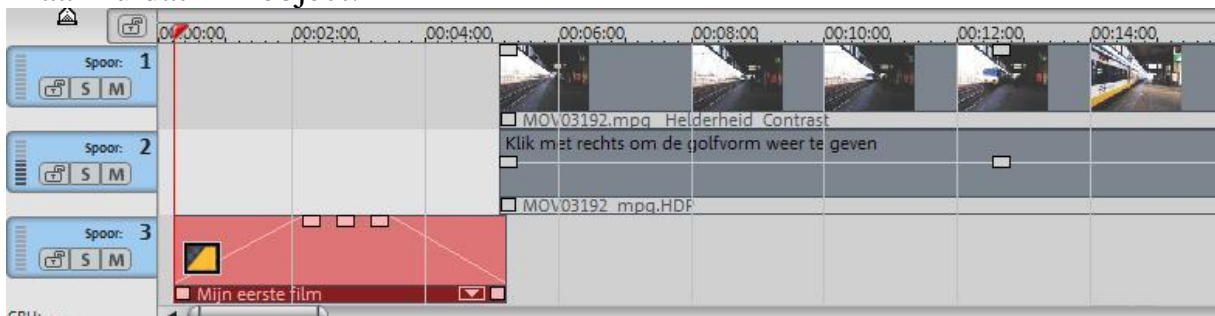 00:00:00 00:02:00 00:04:00 00:06:00 00:08:00 00:10:00 00:12:00 00:14:00
Spoor: 1
S M
MOV03192.mpg Helderheid Contrast
Spoor: 2
S M
Klik met rechts om de golfvorm weer te geven
MOV03192 mpg.HDP
Spoor: 3
S M
Mijn eerste film